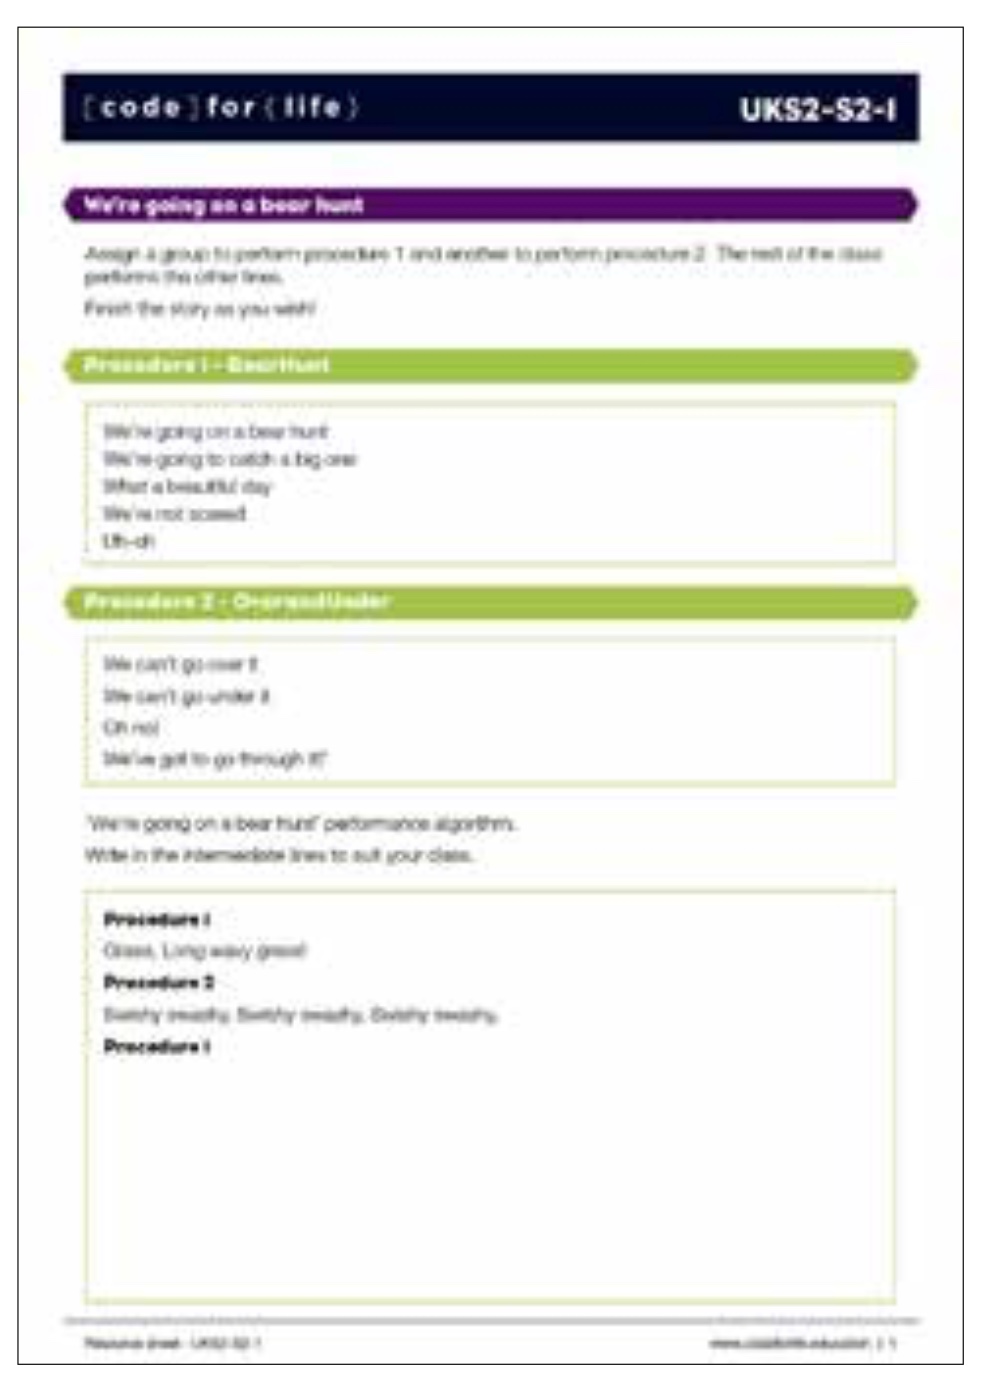 [code]for{life}
UKS2-S2-1
We're going on a bear hunt
Assign a group to perform procedure 1 and another to perform procedure 2. The rest of the class
performs the other lines.
Finish the story as you wish!
Procedure 1 - BearHunt
We're going on a bear hunt
We're going to catch a big one
What a beautiful day
We're not scared
Uh-oh
Procedure 2 - OverandUnder
We can't go over it
We can't go under it
Oh no!
We've got to go through it!'
'We're going on a bear hunt' performance algorithm.
Write in the intermediate lines to suit your class.
Procedure 1
Grass, Long wavy grass!
Procedure 2
Swishy swashy, Swishy swashy, Swishy swashy,
Procedure 1
Resource sheet - UKS2-S2-1
www.codeforlife.education | 1